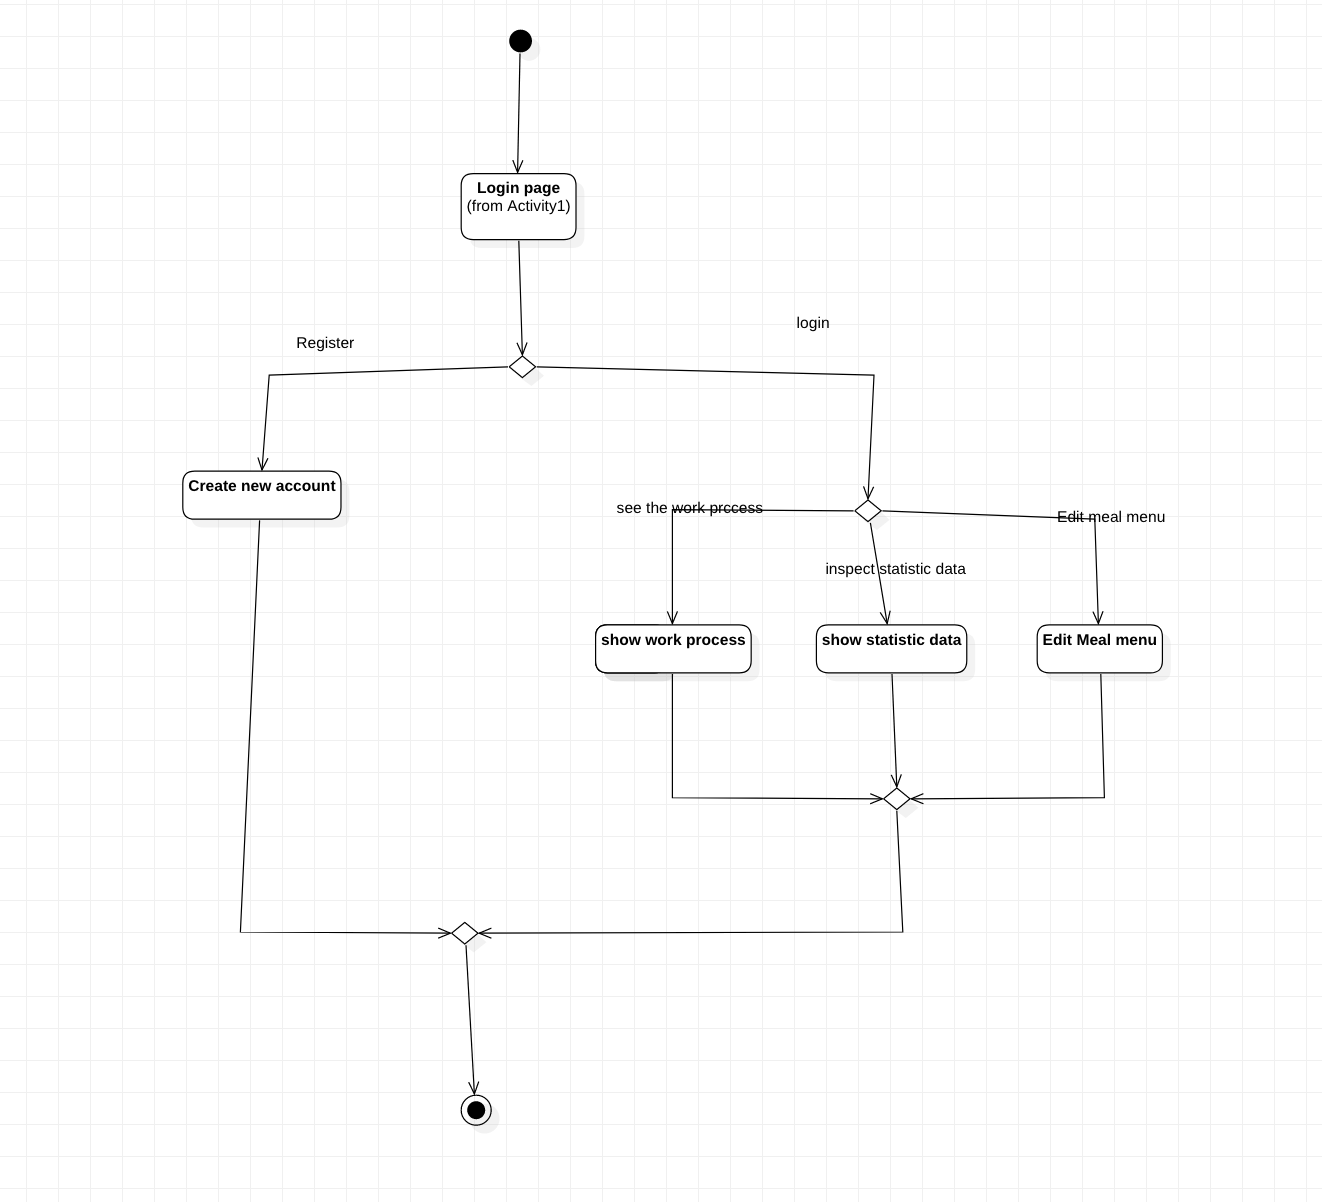 Login page
(from Activity1)
login
Register
see the work prccess
Edit meal menu
inspect statistic data
Create new account
show work process
show statistic data
Edit Meal menu